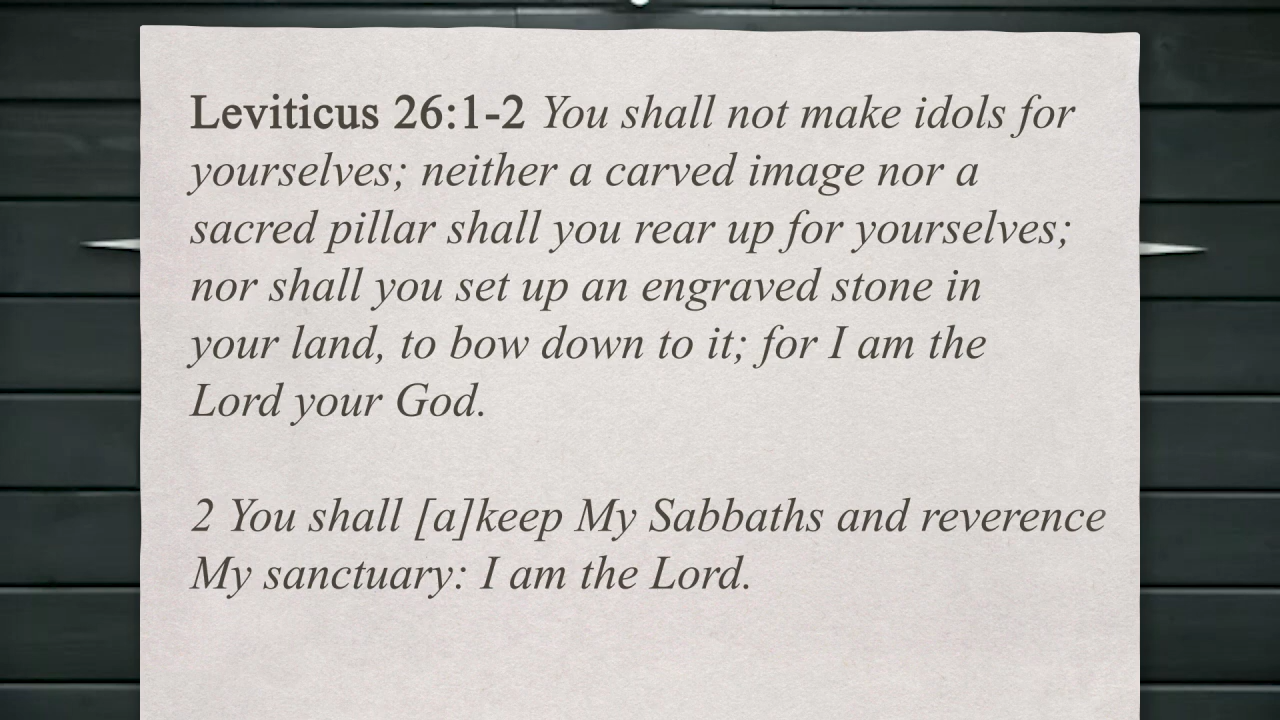 Leviticus 26:1-2 You shall not make idols for
yourselves; neither a carved image nor a
sacred pillar shall you rear up for yourselves;
nor shall you set up an engraved stone in
your land, to bow down to it; for I am the
Lord your God.
2 You shall [a]keep My Sabbaths and reverence
My sanctuary: I am the Lord.